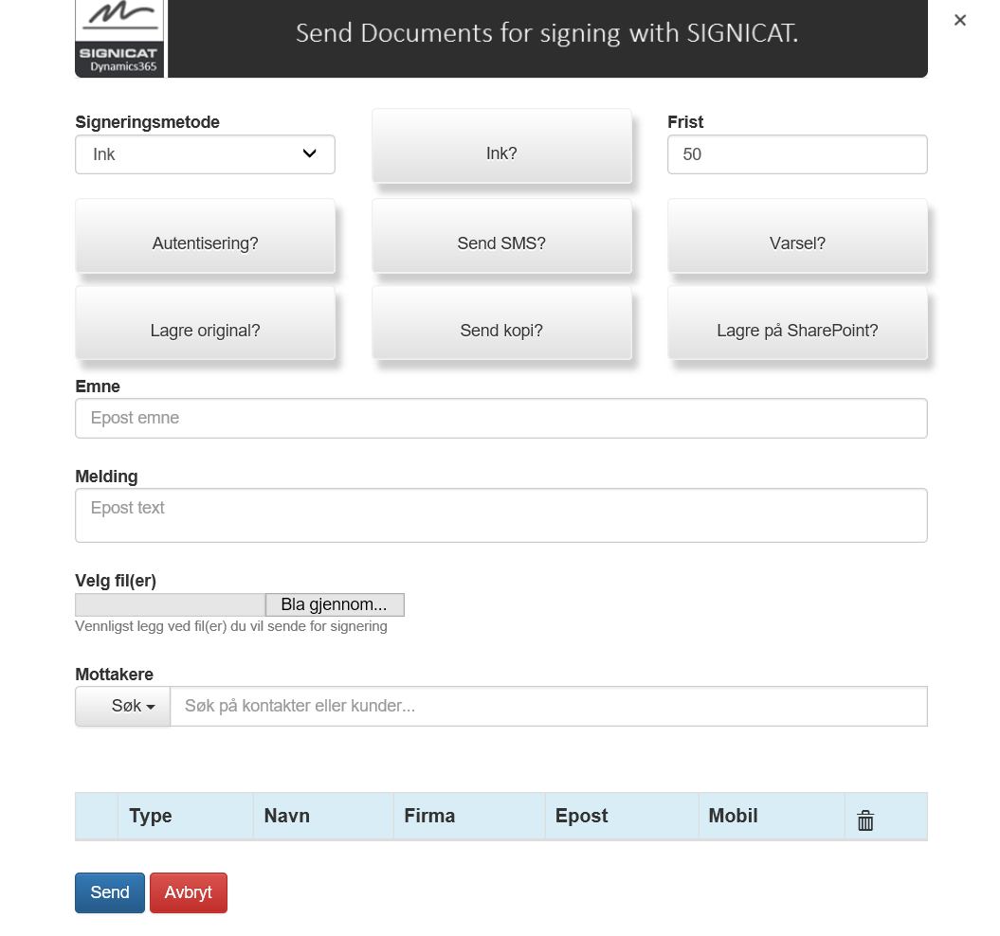 SIGNICAT
Dynamics365
Send Documents for signing with SIGNICAT.
Signeringsmetode
Ink
Ink?
Frist
50
Autentisering?
Send SMS?
Varsel?
Lagre original?
Send kopi?
Lagre på SharePoint?
Emne
Epost emne
Melding
Epost text
Velg fil(er)
Bla gjennom...
Vennligst legg ved fil(er) du vil sende for signering
Mottakere
Søk
Søk på kontakter eller kunder...
Type Navn Firma Epost Mobil
Send Avbryt